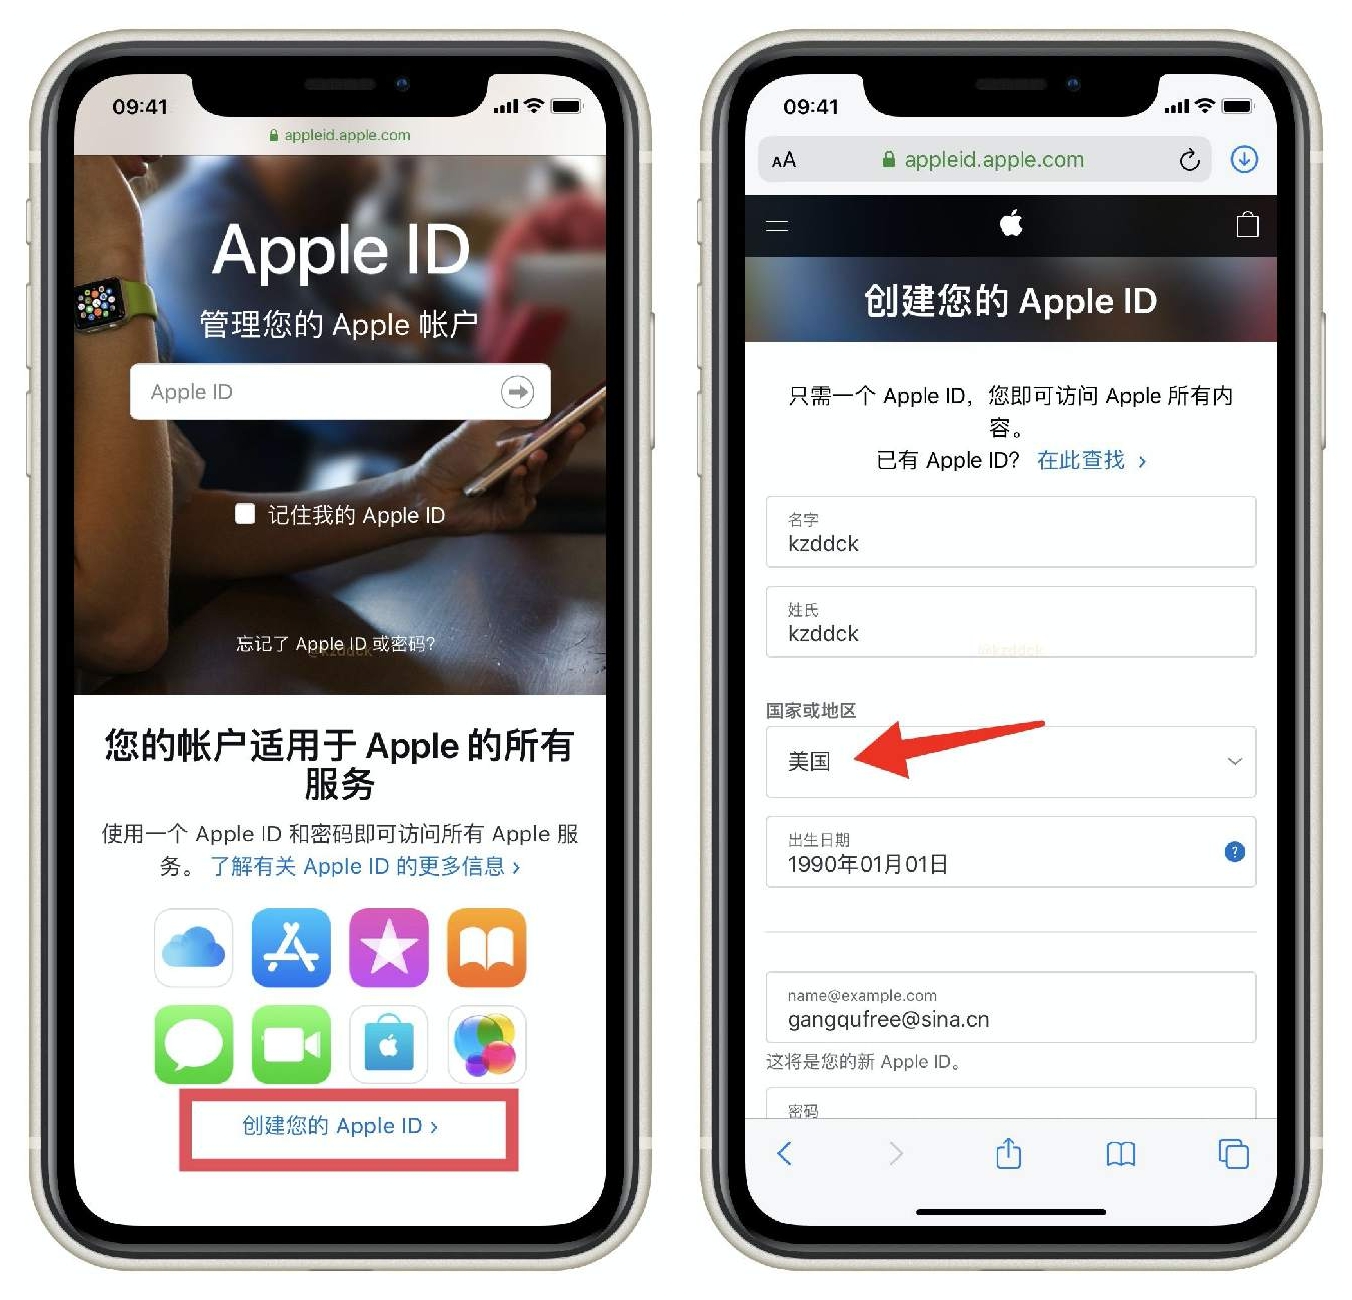 09:41
appleid.apple.com
Apple ID
管理您的 Apple 帐户
Apple ID
记住我的 Apple ID
忘记了 Apple ID 或密码?
@kzddck
您的帐户适用于 Apple 的所有
服务
使用一个 Apple ID 和密码即可访问所有 Apple 服
务。 了解有关 Apple ID 的更多信息 ›
创建您的 Apple ID ›
09:41
AA
appleid.apple.com
创建您的 Apple ID
只需一个 Apple ID，您即可访问 Apple 所有内
容。
已有 Apple ID? 在此查找 ›
名字
kzddck
姓氏
kzddck
@kzddck
国家或地区
美国
出生日期
1990年01月01日
?
name@example.com
gangqufree@sina.cn
这将是您的新 Apple ID。
密码